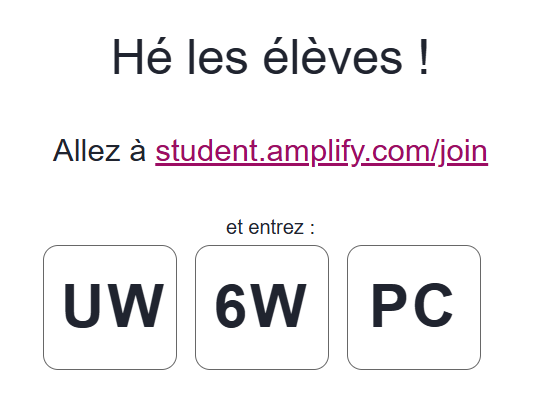 Hé les élèves !
Allez à student.amplify.com/join
et entrez :
UW 6W PC